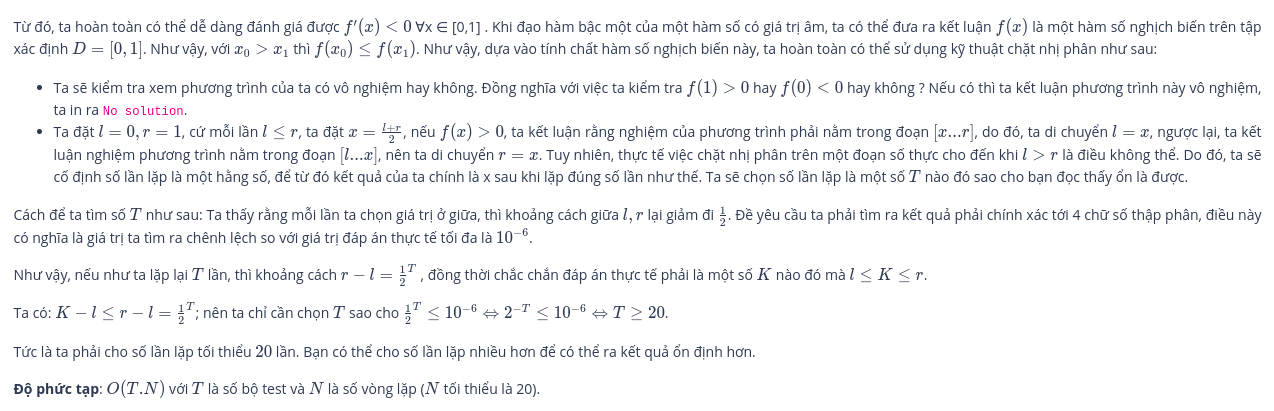 Từ đó, ta hoàn toàn có thể dễ dàng đánh giá được f′(x) < 0 ∀x ∈ [0,1] . Khi đạo hàm bậc một của một hàm số có giá trị âm, ta có thể đưa ra kết luận f(x) là một hàm số nghịch biến trên tập
xác định D = [0, 1]. Như vậy, với x₀ > x₁ thì f(x₀) ≤ f(x₁). Như vậy, dựa vào tính chất hàm số nghịch biến này, ta hoàn toàn có thể sử dụng kỹ thuật chặt nhị phân như sau:
• Ta sẽ kiểm tra xem phương trình của ta có vô nghiệm hay không. Đồng nghĩa với việc ta kiểm tra f(1) > 0 hay f(0) < 0 hay không ? Nếu có thì ta kết luận phương trình này vô nghiệm,
ta in ra No solution.
• Ta đặt l = 0, r = 1, cứ mỗi lần l ≤ r, ta đặt x = (l+r)/2, nếu f(x) > 0, ta kết luận rằng nghiệm của phương trình phải nằm trong đoạn [x...r], do đó, ta di chuyển l = x, ngược lại, ta kết
luận nghiệm phương trình nằm trong đoạn [l...x], nên ta di chuyển r = x. Tuy nhiên, thực tế việc chặt nhị phân trên một đoạn số thực cho đến khi l > r là điều không thể. Do đó, ta sẽ
cố định số lần lặp là một hằng số, để từ đó kết quả của ta chính là x sau khi lặp đúng số lần như thế. Ta sẽ chọn số lần lặp là một số T nào đó sao cho bạn đọc thấy ổn là được.
Cách để ta tìm số T như sau: Ta thấy rằng mỗi lần ta chọn giá trị ở giữa, thì khoảng cách giữa l, r lại giảm đi 1/2. Đề yêu cầu ta phải tìm ra kết quả phải chính xác tới 4 chữ số thập phân, điều này
có nghĩa là giá trị ta tìm ra chênh lệch so với giá trị đáp án thực tế tối đa là 10⁻⁶.
Như vậy, nếu như ta lặp lại T lần, thì khoảng cách r − l = 1/2^T , đồng thời chắc chắn đáp án thực tế phải là một số K nào đó mà l ≤ K ≤ r.
Ta có: K − l ≤ r − l = 1/2^T; nên ta chỉ cần chọn T sao cho 1/2^T ≤ 10⁻⁶ ⇔ 2^−T ≤ 10⁻⁶ ⇔ T ≥ 20.
Tức là ta phải cho số lần lặp tối thiểu 20 lần. Bạn có thể cho số lần lặp nhiều hơn để có thể ra kết quả ổn định hơn.
Độ phức tạp: O(T.N) với T là số bộ test và N là số vòng lặp (N tối thiểu là 20).